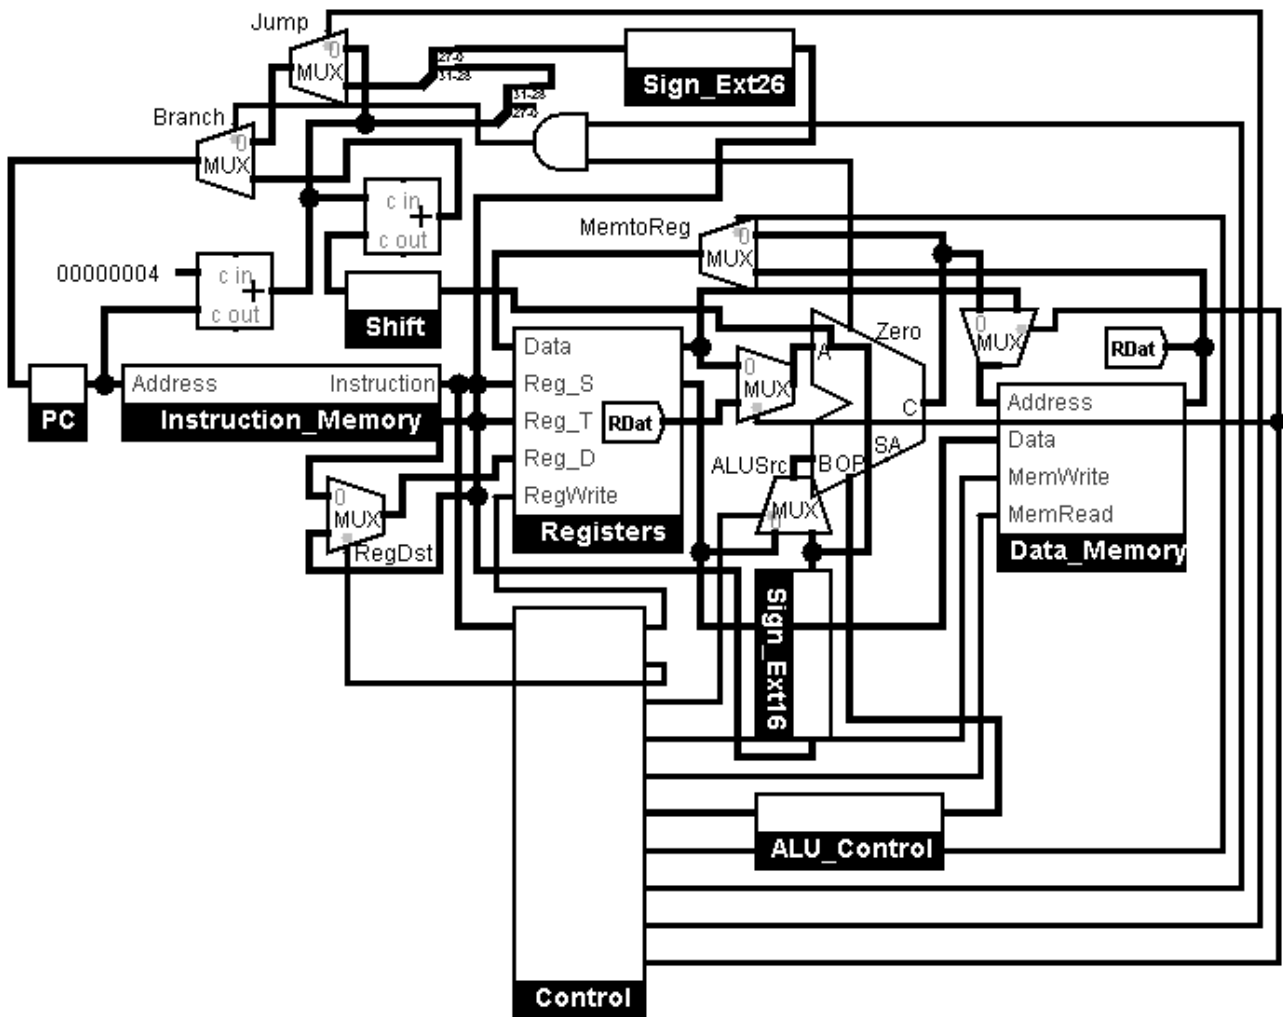 Jump
0
MUX
27-0
31-28
Sign_Ext26
31-28
27-0
Branch
0
MUX
c in
+
c out
MemtoReg
0
MUX
00000004
c in
+
c out
Shift
Zero
0
MUX
RDat
Data
0
MUX
A
Address
Instruction
Reg_S
PC
Instruction_Memory
Reg_T
RDat
C
Address
Data
Reg_D
ALUSrc
B
OP
SA
MemWrite
0
MUX
RegWrite
MUX
0
MemRead
RegDst
Registers
Data_Memory
Sign_Ext16
ALU_Control
Control